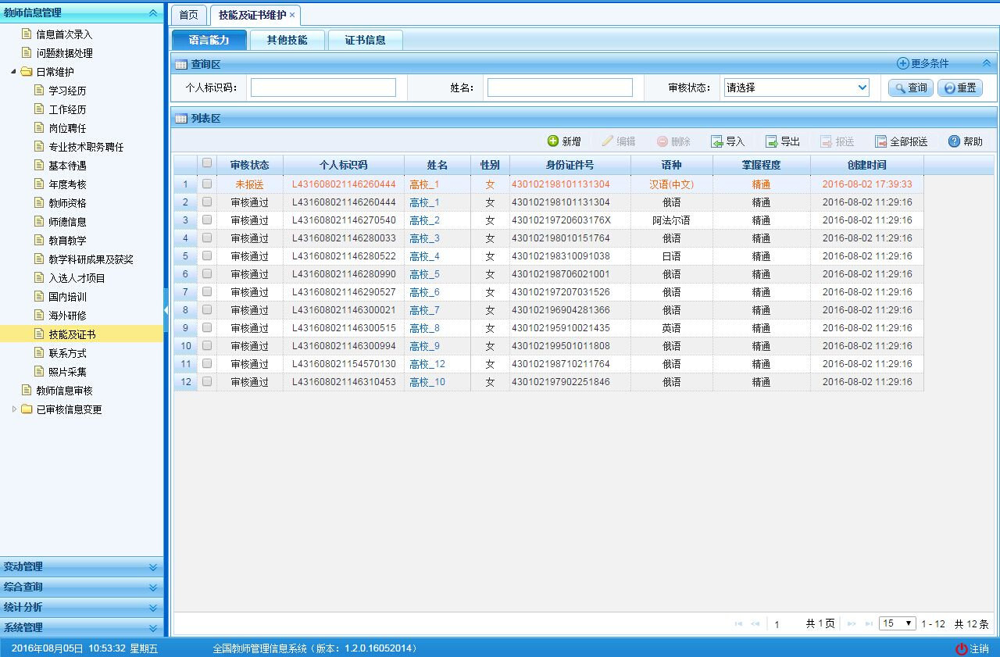 教师信息管理
信息首次录入
问题数据处理
日常维护
学习经历
工作经历
岗位聘任
专业技术职务聘任
基本待遇
年度考核
教师资格
师德信息
教育教学
教学科研成果及获奖
入选人才项目
国内培训
海外研修
技能及证书
联系方式
照片采集
教师信息审核
已审核信息变更
变动管理
综合查询
统计分析
系统管理
首页 技能及证书维护 ×
语言能力 其他技能 证书信息
查询区 更多条件
个人标识码： 姓名： 审核状态： 请选择 查询 重置
列表区
新增 编辑 删除 导入 导出 报送 全部报送 帮助
审核状态 个人标识码 姓名 性别 身份证件号 语种 掌握程度 创建时间
1 未报送 L431608021146260444 高校_1 女 430102198101131304 汉语(中文) 精通 2016-08-02 17:39:33
2 审核通过 L431608021146260444 高校_1 女 430102198101131304 俄语 精通 2016-08-02 11:29:16
3 审核通过 L431608021146270540 高校_2 女 43010219720603176X 阿法尔语 精通 2016-08-02 11:29:16
4 审核通过 L431608021146280033 高校_3 女 430102198010151764 俄语 精通 2016-08-02 11:29:16
5 审核通过 L431608021146280522 高校_4 女 430102198310031038 日语 精通 2016-08-02 11:29:16
6 审核通过 L431608021146280990 高校_5 女 430102198706021001 俄语 精通 2016-08-02 11:29:16
7 审核通过 L431608021146290527 高校_6 女 430102197207031526 俄语 精通 2016-08-02 11:29:16
8 审核通过 L431608021146300021 高校_7 女 430102196904251366 俄语 精通 2016-08-02 11:29:16
9 审核通过 L431608021146300515 高校_8 女 430102195910021435 英语 精通 2016-08-02 11:29:16
10 审核通过 L431608021146300994 高校_9 女 430102199501011808 俄语 精通 2016-08-02 11:29:16
11 审核通过 L431608021154570130 高校_12 女 430102198710211764 俄语 精通 2016-08-02 11:29:16
12 审核通过 L431608021146310453 高校_10 女 430102197902251846 俄语 精通 2016-08-02 11:29:16
1 共 1 页 15 1 - 12 共 12 条
2016年08月05日 10:53:32 星期五 全国教师管理信息系统（版本：1.2.0.16052014） 注销